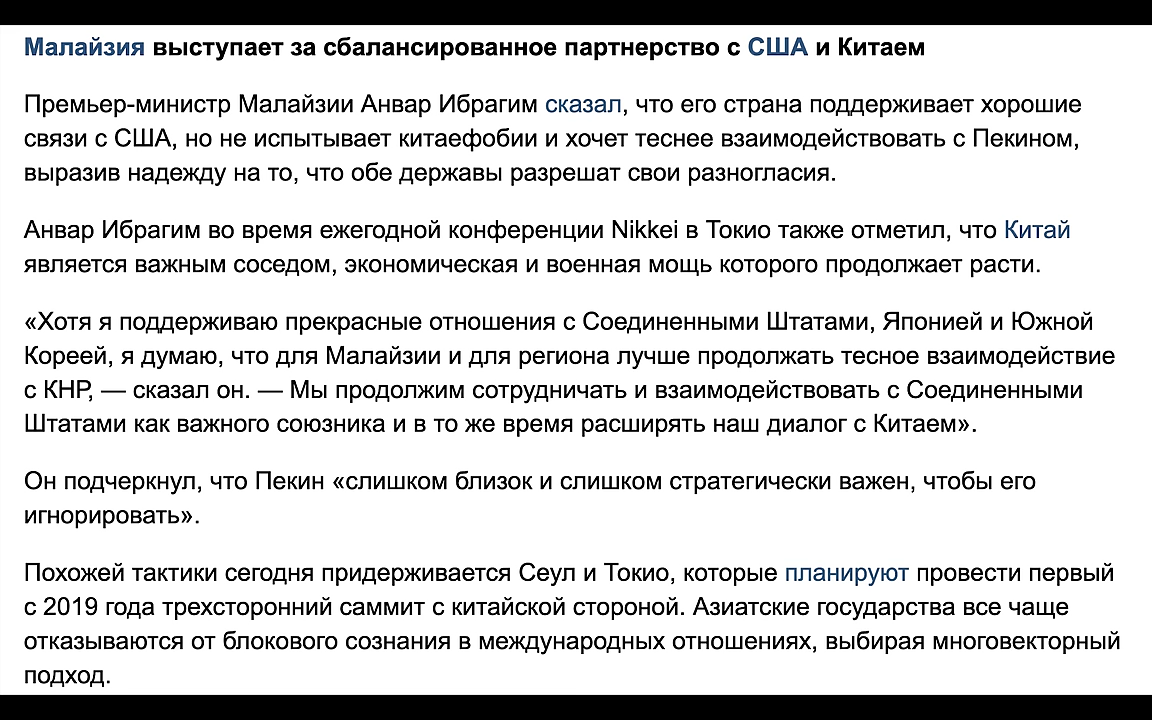 Малайзия выступает за сбалансированное партнерство с США и Китаем
Премьер-министр Малайзии Анвар Ибрагим сказал, что его страна поддерживает хорошие
связи с США, но не испытывает китаефобии и хочет теснее взаимодействовать с Пекином,
выразив надежду на то, что обе державы разрешат свои разногласия.
Анвар Ибрагим во время ежегодной конференции Nikkei в Токио также отметил, что Китай
является важным соседом, экономическая и военная мощь которого продолжает расти.
«Хотя я поддерживаю прекрасные отношения с Соединенными Штатами, Японией и Южной
Кореей, я думаю, что для Малайзии и для региона лучше продолжать тесное взаимодействие
с КНР, — сказал он. — Мы продолжим сотрудничать и взаимодействовать с Соединенными
Штатами как важного союзника и в то же время расширять наш диалог с Китаем».
Он подчеркнул, что Пекин «слишком близок и слишком стратегически важен, чтобы его
игнорировать».
Похожей тактики сегодня придерживается Сеул и Токио, которые планируют провести первый
с 2019 года трехсторонний саммит с китайской стороной. Азиатские государства все чаще
отказываются от блокового сознания в международных отношениях, выбирая многовекторный
подход.